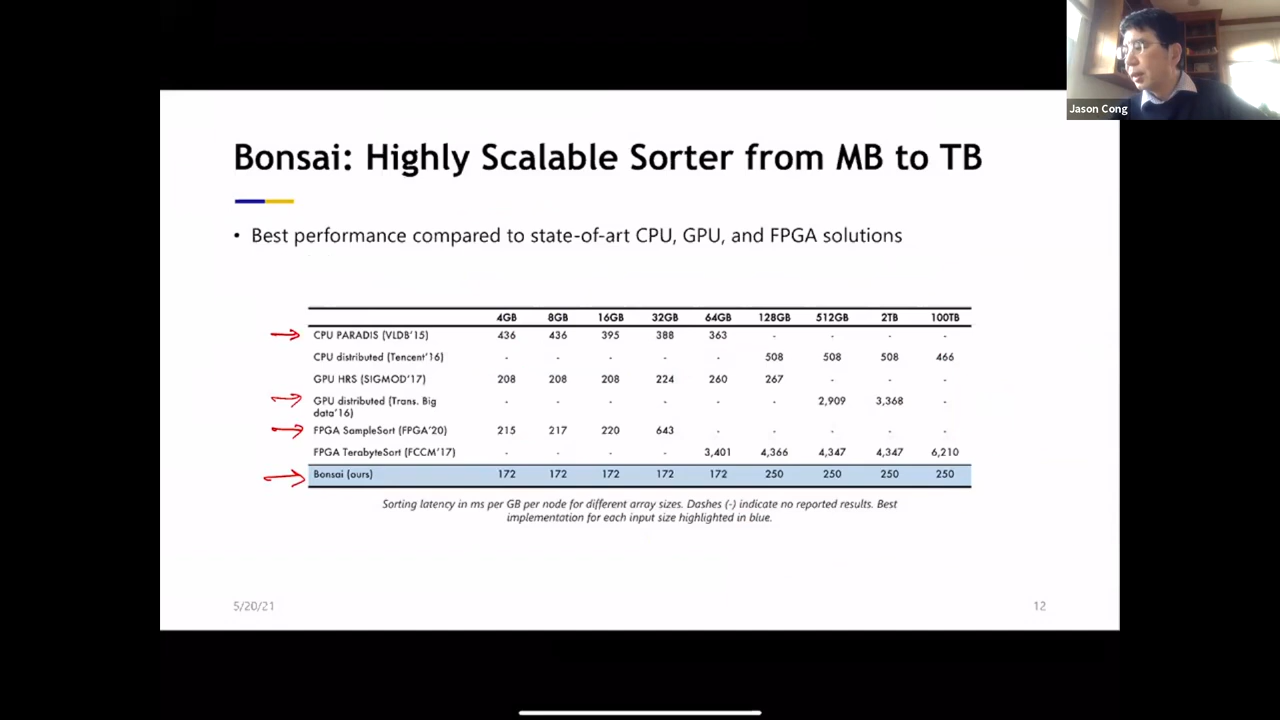 Jason Cong
Bonsai: Highly Scalable Sorter from MB to TB
• Best performance compared to state-of-art CPU, GPU, and FPGA solutions
4GB 8GB 16GB 32GB 64GB 128GB 512GB 2TB 100TB
CPU PARADIS (VLDB'15) 436 436 395 388 363 - - - -
CPU distributed (Tencent'16) - - - - - 508 508 508 466
GPU HRS (SIGMOD'17) 208 208 208 224 260 267 - - -
GPU distributed (Trans. Big - - - - - - 2,909 3,368 -
data'16)
FPGA SampleSort (FPGA'20) 215 217 220 643 - - - - -
FPGA TerabyteSort (FCCM'17) - - - - 3,401 4,366 4,347 4,347 6,210
Bonsai (ours) 172 172 172 172 172 250 250 250 250
Sorting latency in ms per GB per node for different array sizes. Dashes (-) indicate no reported results. Best
implementation for each input size highlighted in blue.
5/20/21 12